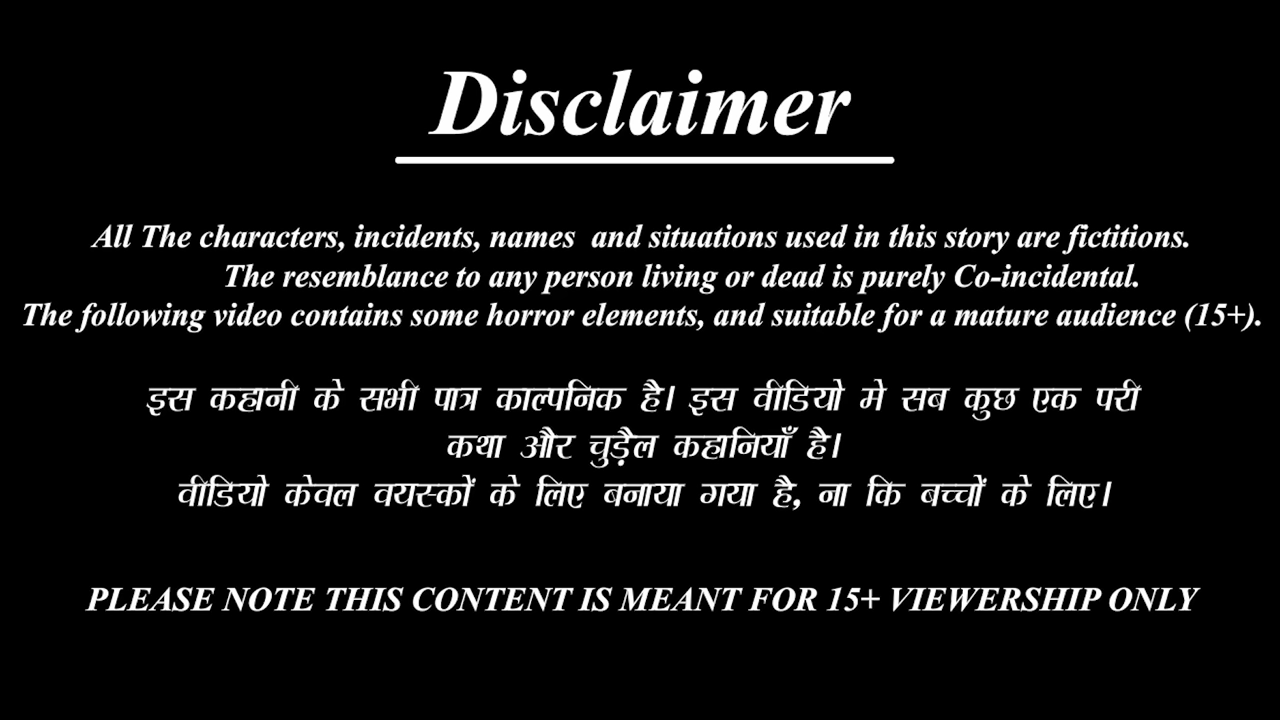 Disclaimer
All The characters, incidents, names and situations used in this story are fictitions.
The resemblance to any person living or dead is purely Co-incidental.
The following video contains some horror elements, and suitable for a mature audience (15+).
इस कहानी के सभी पात्र काल्पनिक है। इस वीडियो मे सब कुछ एक परी
कथा और चुड़ैल कहानियाँ है।
वीडियो केवल वयस्कों के लिए बनाया गया है, ना कि बच्चों के लिए।
PLEASE NOTE THIS CONTENT IS MEANT FOR 15+ VIEWERSHIP ONLY